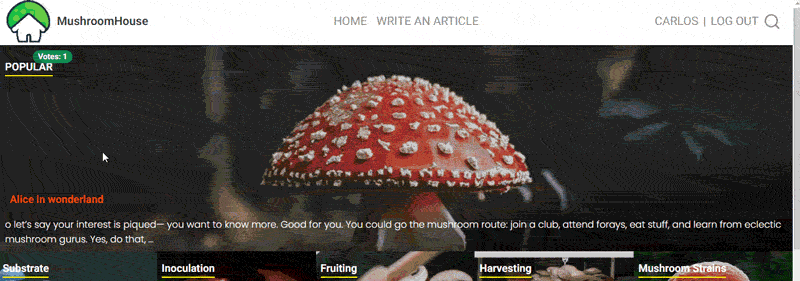 MushroomHouse
HOME WRITE AN ARTICLE
CARLOS | LOG OUT
Votes: 1
POPULAR
Alice in wonderland
o let's say your interest is piqued— you want to know more. Good for you. You could go the mushroom route: join a club, attend forays, eat stuff, and learn from eclectic
mushroom gurus. Yes, do that, ...
Substrate
Inoculation
Fruiting
Harvesting
Mushroom Strains